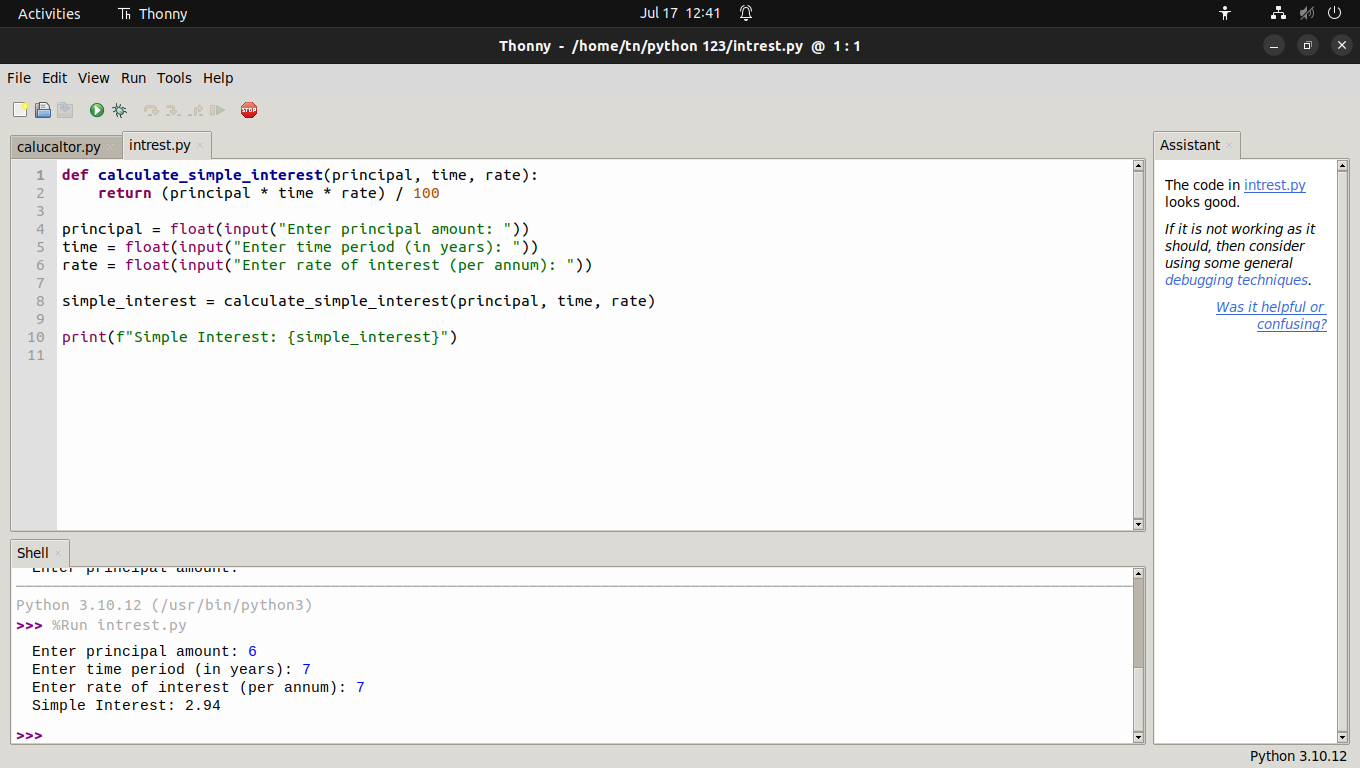 Activities Thonny Jul 17 12:41
Thonny - /home/tn/python 123/intrest.py @ 1 : 1
File Edit View Run Tools Help
STOP
calucaltor.py intrest.py
1 def calculate_simple_interest(principal, time, rate):
2     return (principal * time * rate) / 100
3
4 principal = float(input("Enter principal amount: "))
5 time = float(input("Enter time period (in years): "))
6 rate = float(input("Enter rate of interest (per annum): "))
7
8 simple_interest = calculate_simple_interest(principal, time, rate)
9
10 print(f"Simple Interest: {simple_interest}")
11
Assistant
The code in intrest.py
looks good.
If it is not working as it
should, then consider
using some general
debugging techniques.
Was it helpful or
confusing?
Shell
Enter principal amount:
Python 3.10.12 (/usr/bin/python3)
>>> %Run intrest.py
Enter principal amount: 6
Enter time period (in years): 7
Enter rate of interest (per annum): 7
Simple Interest: 2.94
>>>
Python 3.10.12